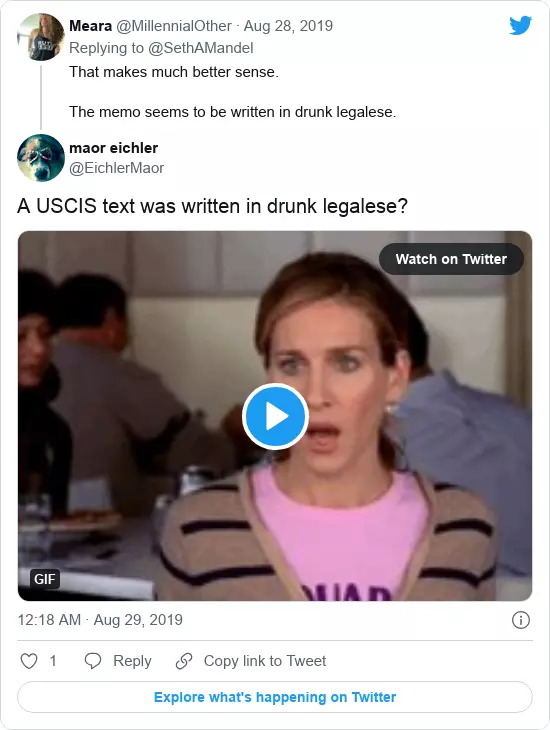 Meara @MillennialOther · Aug 28, 2019
Replying to @SethAMandel
That makes much better sense.
The memo seems to be written in drunk legalese.
maor eichler
@EichlerMaor
A USCIS text was written in drunk legalese?
Watch on Twitter
GIF
12:18 AM · Aug 29, 2019
1 Reply Copy link to Tweet
Explore what's happening on Twitter